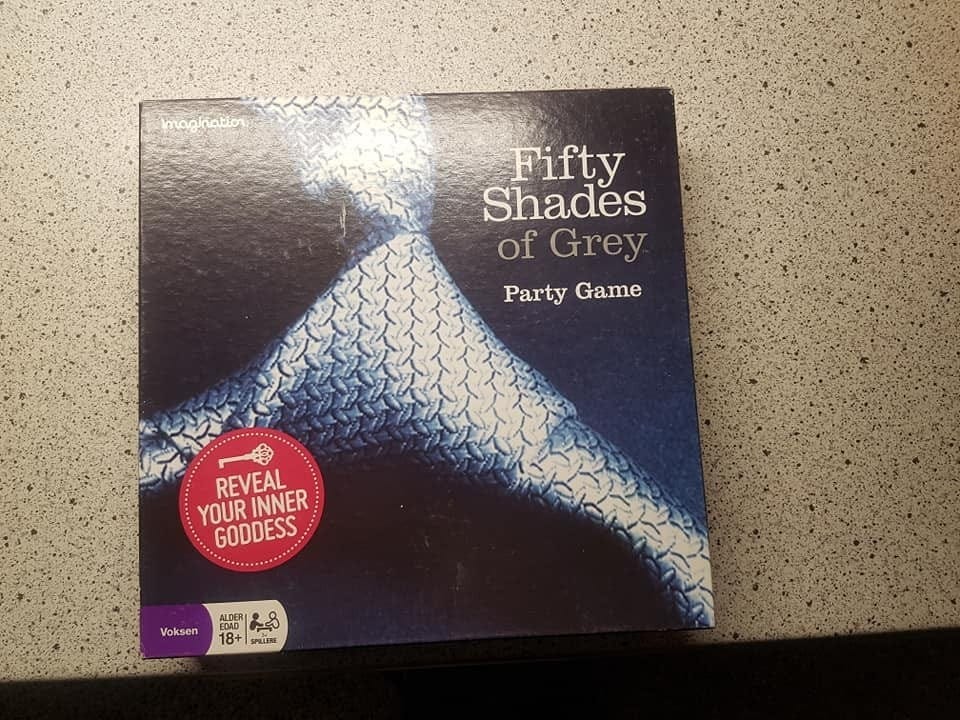 Imagination
Fifty
Shades
of Grey
Party Game
REVEAL
YOUR INNER
GODDESS
Voksen
ALDER
EDAD
18+
SPILLERE